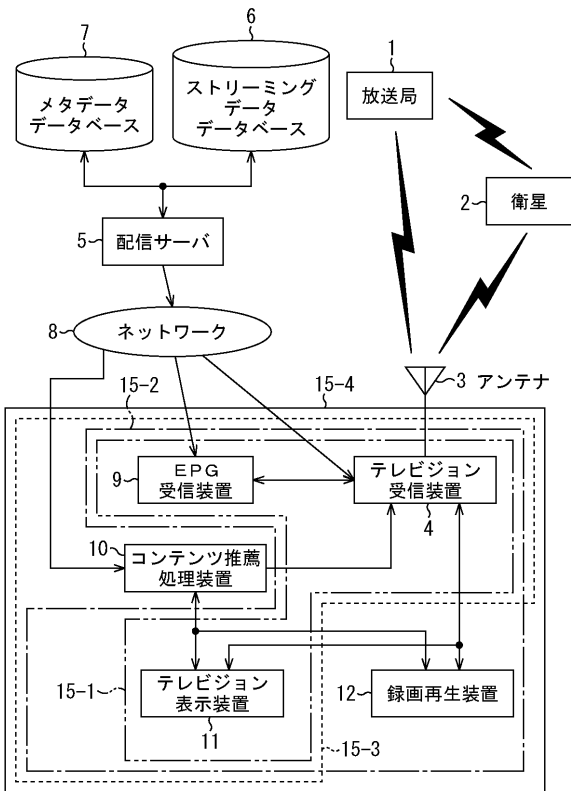 7
6
1
メタデータ
データベース
ストリーミング
データ
データベース
放送局
2
衛星
5
配信サーバ
8
ネットワーク
3 アンテナ
15-2
15-4
9
EPG
受信装置
テレビジョン
受信装置
4
10
コンテンツ推薦
処理装置
15-1
テレビジョン
表示装置
11
12
録画再生装置
15-3